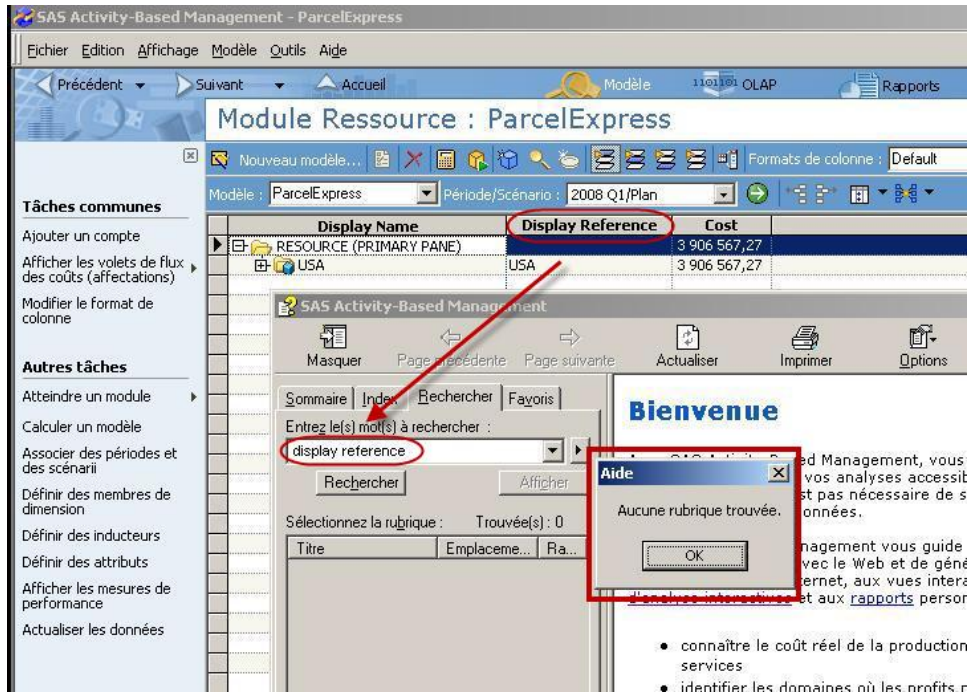 SAS Activity-Based Management - ParcelExpress
Fichier Edition Affichage Modèle Outils Aide
Précédent Suivant Accueil Modèle OLAP Rapports
Module Ressource : ParcelExpress
Nouveau modèle... Formats de colonne : Default
Modèle : ParcelExpress Période/Scénario : 2008 Q1/Plan
Tâches communes
Ajouter un compte
Afficher les volets de flux
des coûts (affectations)
Modifier le format de
colonne
Autres tâches
Atteindre un module
Calculer un modèle
Associer des périodes et
des scénarii
Définir des membres de
dimension
Définir des inducteurs
Définir des attributs
Afficher les mesures de
performance
Actualiser les données
Display Name Display Reference Cost
RESOURCE (PRIMARY PANE) 3 906 567,27
USA USA 3 906 567,27
SAS Activity-Based Management
Masquer Page précédente Page suivante Actualiser Imprimer Options
Sommaire Index Rechercher Favoris
Entrez le(s) mot(s) à rechercher :
display reference
Rechercher Afficher
Sélectionnez la rubrique : Trouvée(s) : 0
Titre Emplaceme... Ra...
Bienvenue
Management, vous
vos analyses accessib
pas nécessaire de s
onnées.
nagement vous guide
avec le Web et de géné
ternet, aux vues intera
d'analyse interactives et aux rapports person
connaître le coût réel de la production
services
identifier les domaines où les profits
Aide
Aucune rubrique trouvée.
OK